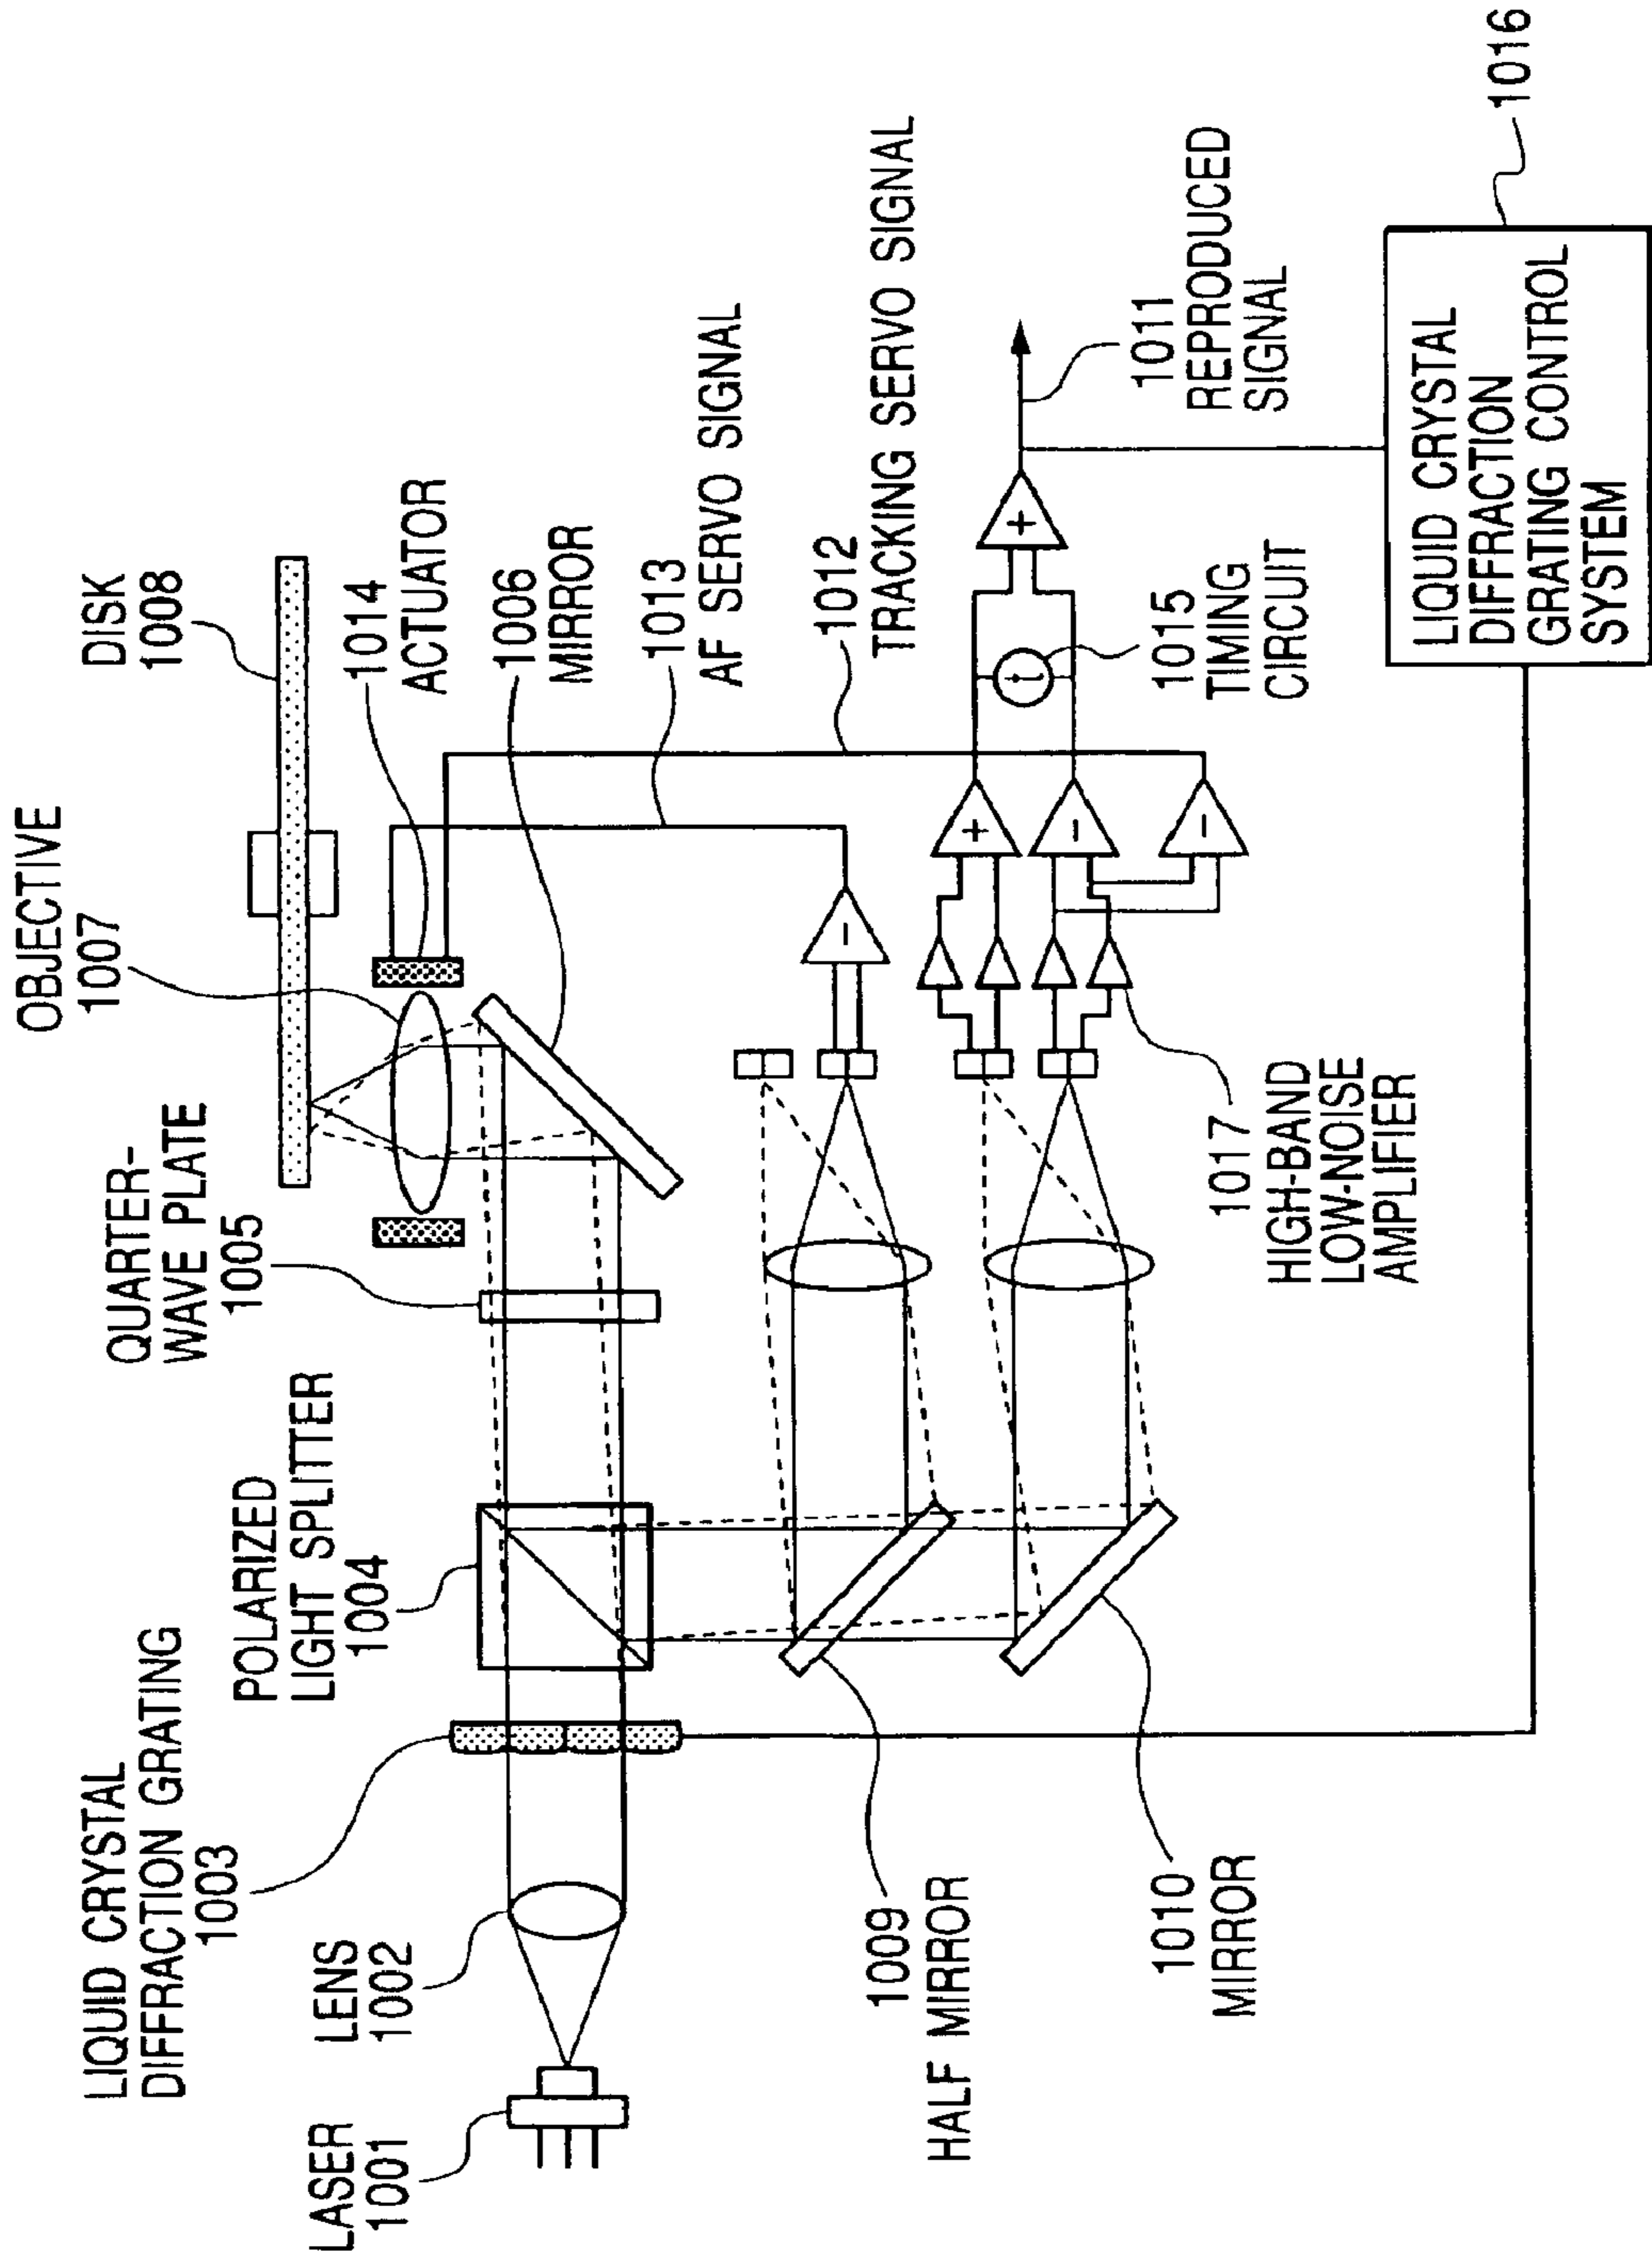 LASER
1001
LENS
1002
LIQUID CRYSTAL
DIFFRACTION GRATING
1003
POLARIZED
LIGHT SPLITTER
1004
QUARTER-
WAVE PLATE
1005
OBJECTIVE
1007
DISK
1008
1014
ACTUATOR
1006
MIRROR
1013
AF SERVO SIGNAL
1012
TRACKING SERVO SIGNAL
1009
HALF MIRROR
1010
MIRROR
1017
HIGH-BAND
LOW-NOISE
AMPLIFIER
−
+
−
−
t
1015
TIMING
CIRCUIT
+
1011
REPRODUCED
SIGNAL
LIQUID CRYSTAL
DIFFRACTION
GRATING CONTROL
SYSTEM
1016